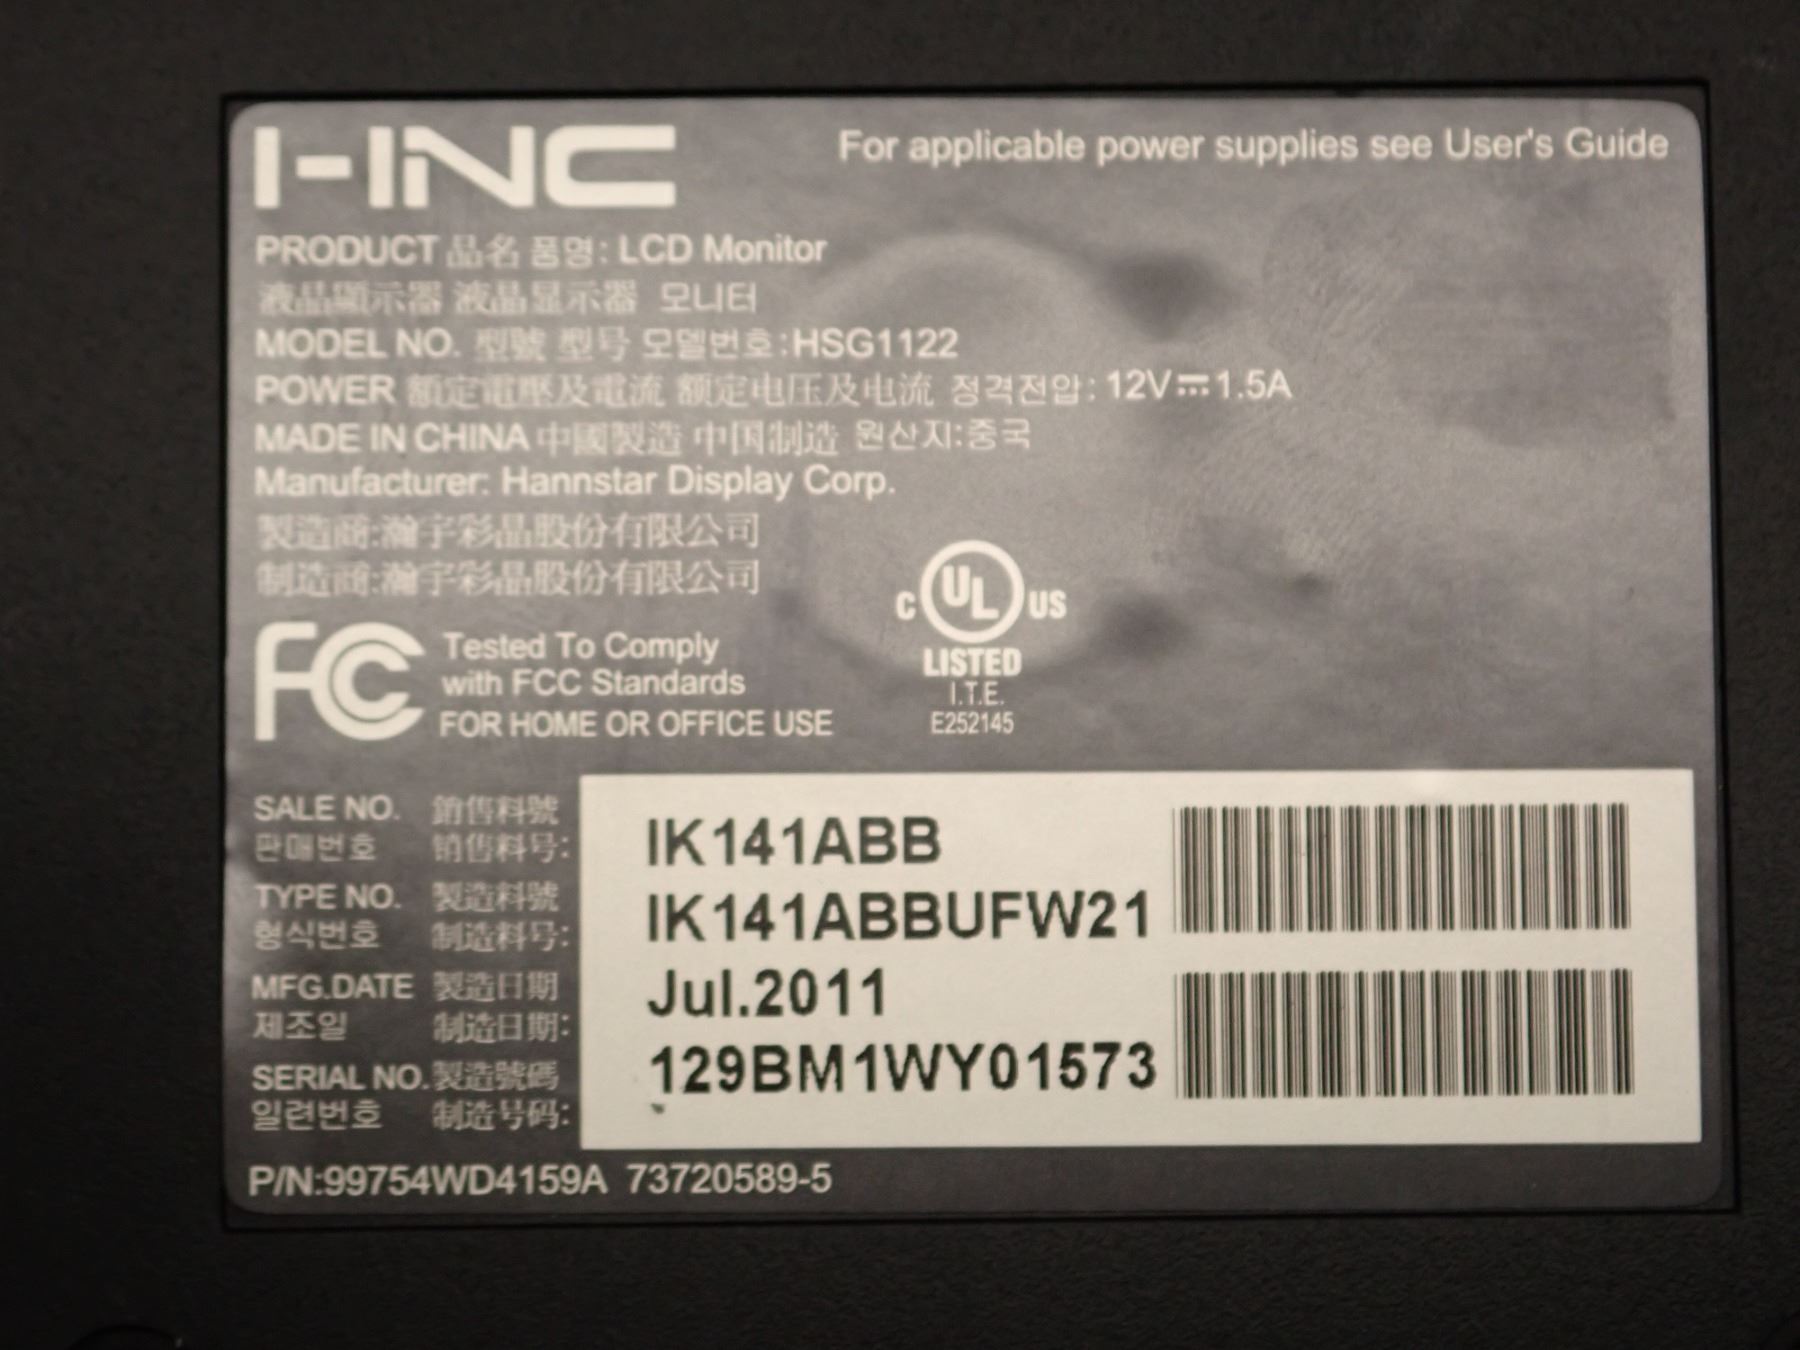 I-INC
For applicable power supplies see User's Guide
PRODUCT 品名 품명: LCD Monitor
液晶顯示器 液晶显示器 모니터
MODEL NO. 型號 型号 모델번호:HSG1122
POWER 額定電壓及電流 额定电压及电流 정격전압: 12V⎓1.5A
MADE IN CHINA 中國製造 中国制造 원산지:중국
Manufacturer: Hannstar Display Corp.
製造商:瀚宇彩晶股份有限公司
制造商:瀚宇彩晶股份有限公司
FC Tested To Comply
with FCC Standards
FOR HOME OR OFFICE USE
C UL US
LISTED
I.T.E.
E252145
SALE NO. 銷售料號
판매번호 销售料号: IK141ABB
TYPE NO. 製造料號
형식번호 制造料号: IK141ABBUFW21
MFG.DATE 製造日期
제조일 制造日期: Jul.2011
SERIAL NO. 製造號碼
일련번호 制造号码: 129BM1WY01573
P/N:99754WD4159A 73720589-5